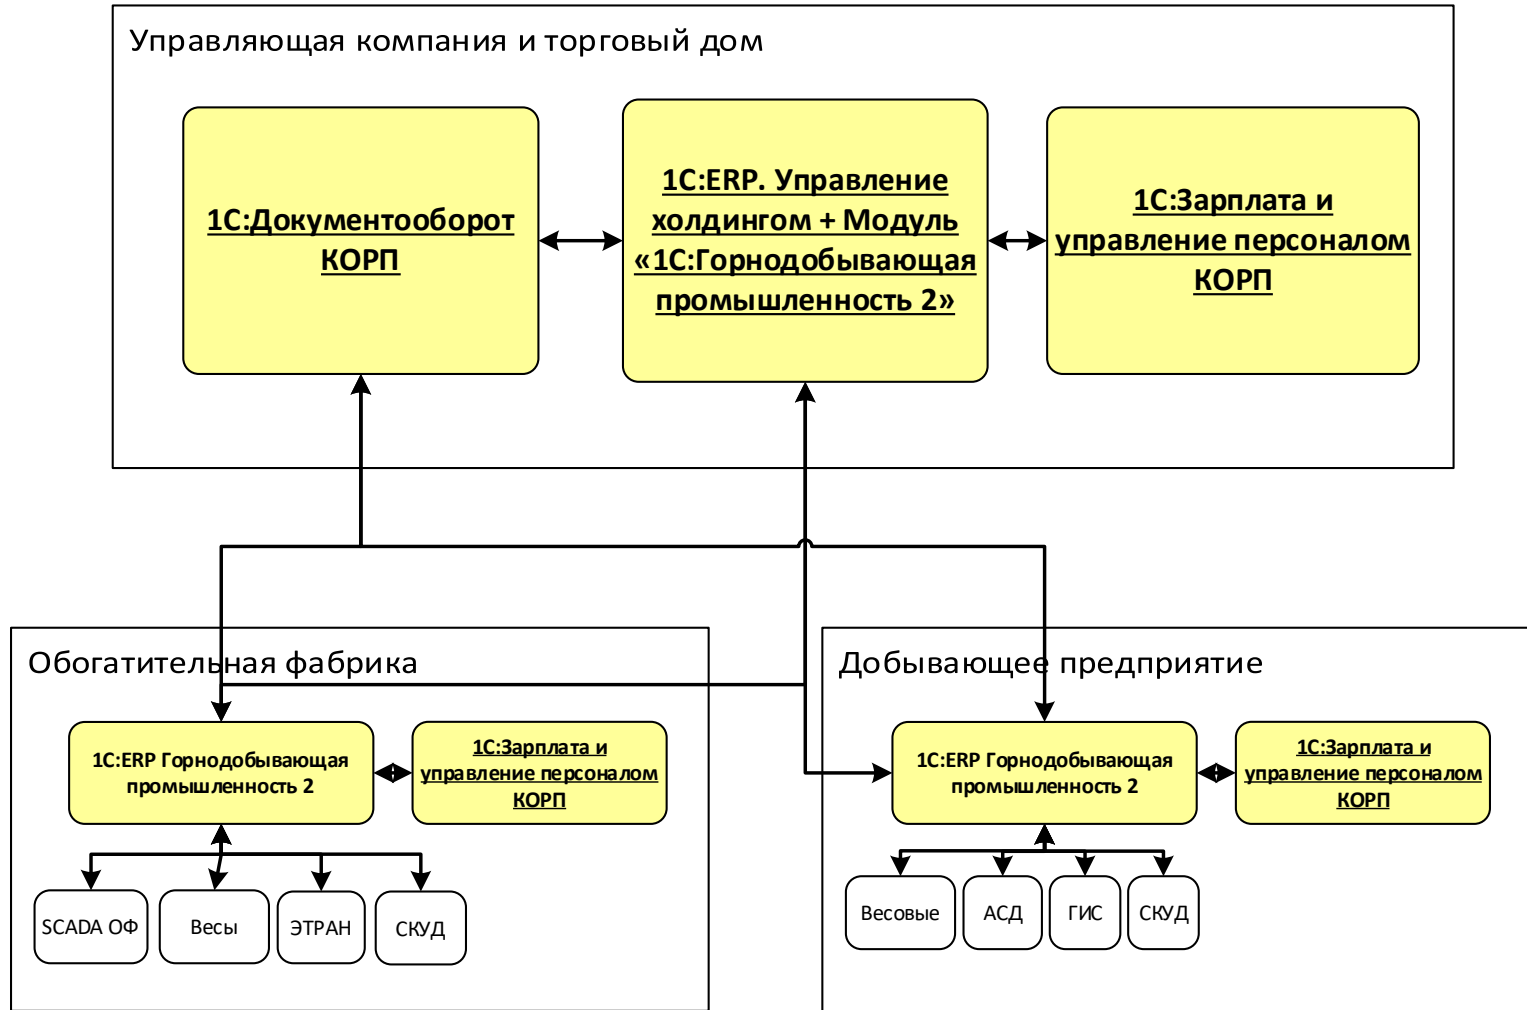 Управляющая компания и торговый дом
1С:Документооборот
КОРП
1С:ERP. Управление
холдингом + Модуль
«1С:Горнодобывающая
промышленность 2»
1С:Зарплата и
управление персоналом
КОРП
Обогатительная фабрика
1С:ERP Горнодобывающая
промышленность 2
1С:Зарплата и
управление персоналом
КОРП
SCADA ОФ
Весы
ЭТРАН
СКУД
Добывающее предприятие
1С:ERP Горнодобывающая
промышленность 2
1С:Зарплата и
управление персоналом
КОРП
Весовые
АСД
ГИС
СКУД